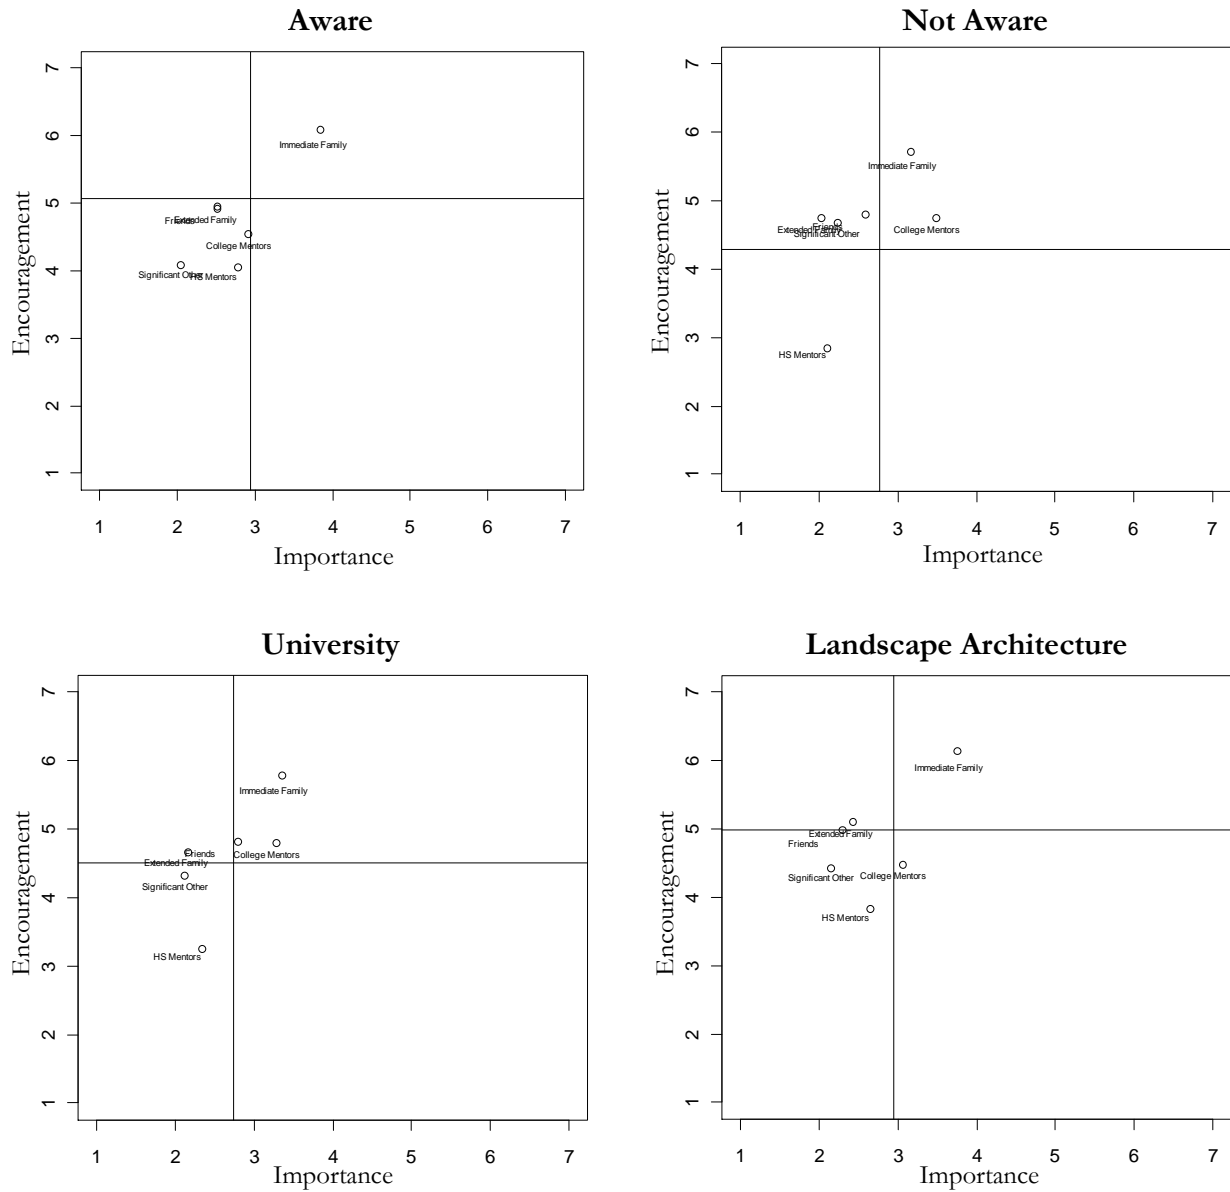 Aware
7
6
5
4
3
2
1
Encouragement
Immediate Family
Friends
Extended Family
College Mentors
Significant Other
HS Mentors
1 2 3 4 5 6 7
Importance
Not Aware
7
6
5
4
3
2
1
Encouragement
Immediate Family
Friends
Extended Family
Significant Other
College Mentors
HS Mentors
1 2 3 4 5 6 7
Importance
University
7
6
5
4
3
2
1
Encouragement
Immediate Family
Friends
College Mentors
Extended Family
Significant Other
HS Mentors
1 2 3 4 5 6 7
Importance
Landscape Architecture
7
6
5
4
3
2
1
Encouragement
Immediate Family
Extended Family
Friends
College Mentors
Significant Other
HS Mentors
1 2 3 4 5 6 7
Importance